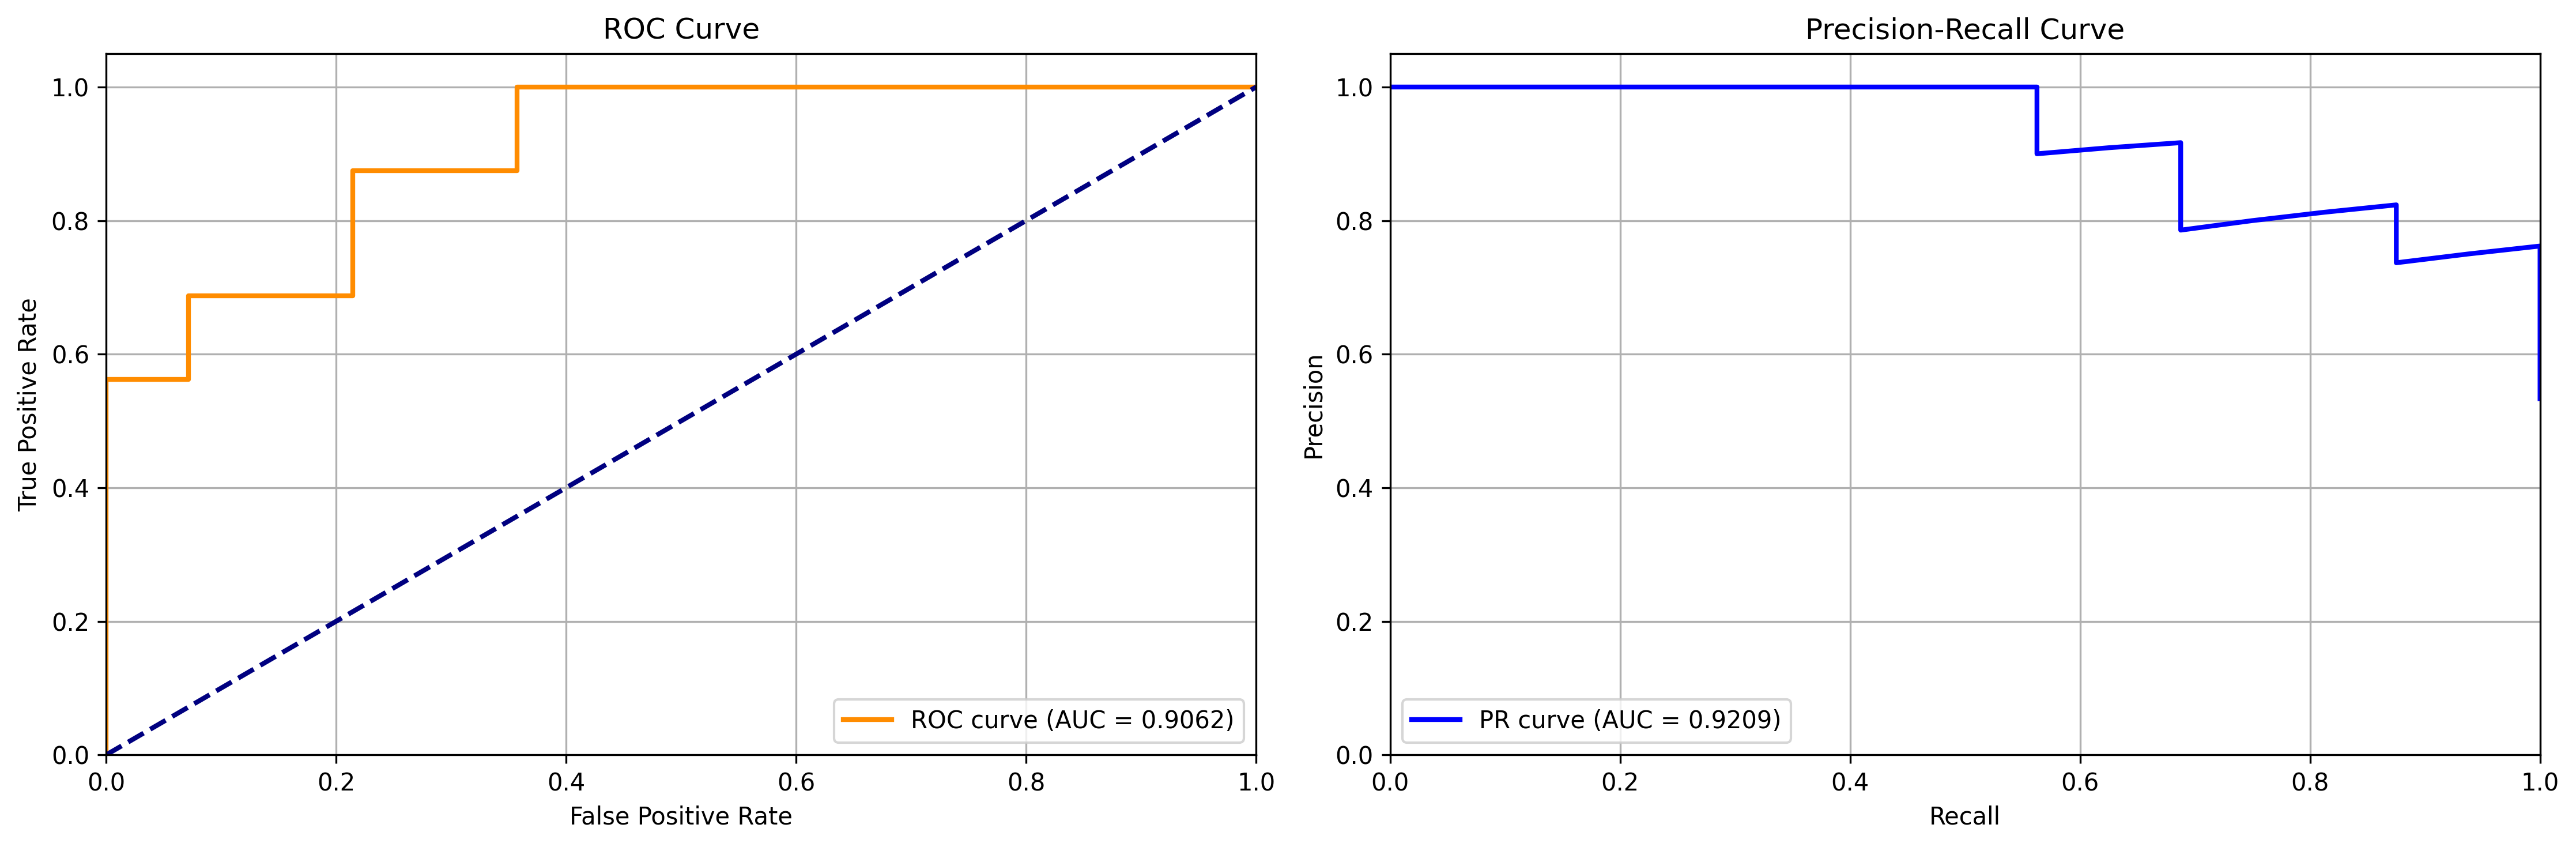 ROC Curve
True Positive Rate
1.0
0.8
0.6
0.4
0.2
0.0
ROC curve (AUC = 0.9062)
0.0 0.2 0.4 0.6 0.8 1.0
False Positive Rate
Precision-Recall Curve
Precision
1.0
0.8
0.6
0.4
0.2
0.0
PR curve (AUC = 0.9209)
0.0 0.2 0.4 0.6 0.8 1.0
Recall